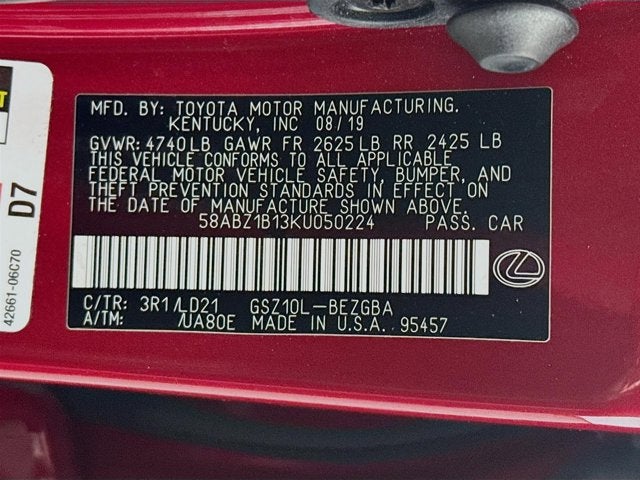 MFD. BY: TOYOTA MOTOR MANUFACTURING.
KENTUCKY, INC 08/19
GVWR: 4740LB GAWR FR 2625LB RR 2425 LB
THIS VEHICLE CONFORMS TO ALL APPLICABLE
FEDERAL MOTOR VEHICLE SAFETY, BUMPER, AND
THEFT PREVENTION STANDARDS IN EFFECT ON
THE DATE OF MANUFACTURE SHOWN ABOVE.
58ABZ1B13KU050224 PASS. CAR
C/TR: 3R1/LD21 GSZ10L-BEZGBA
A/TM: /UA80E MADE IN U.S.A. 95457
D7
42661-06C70